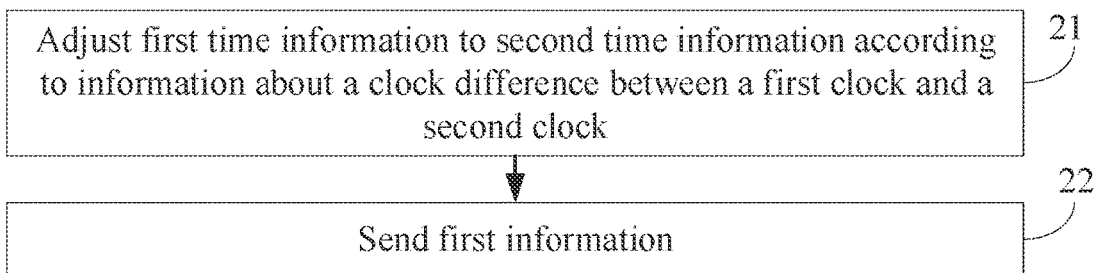 Adjust first time information to second time information according
to information about a clock difference between a first clock and a
second clock
21
Send first information
22